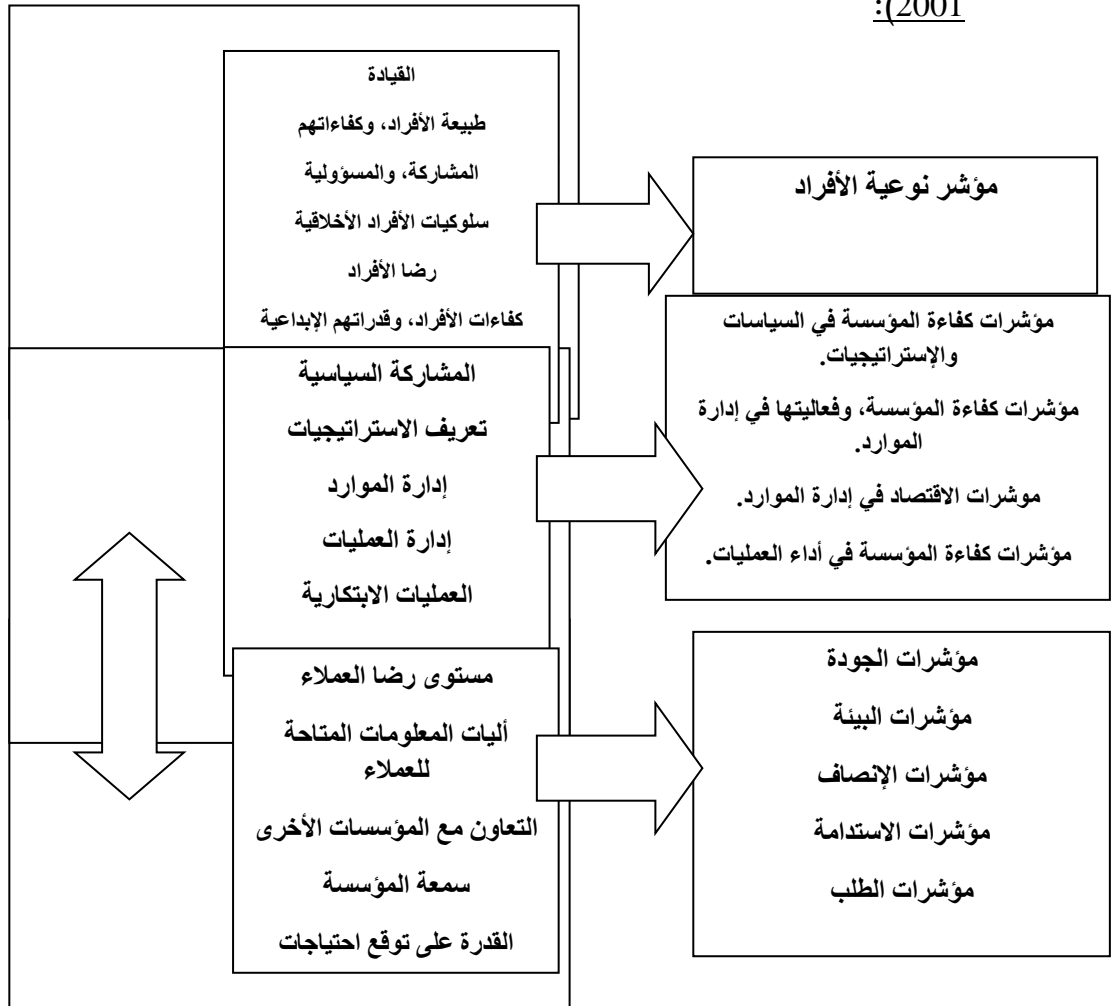 2001):
القيادة
طبيعة الأفراد، وكفاءاتهم
المشاركة، والمسؤولية
سلوكيات الأفراد الأخلاقية
رضا الأفراد
كفاءات الأفراد، وقدراتهم الإبداعية
مؤشر نوعية الأفراد
المشاركة السياسية
تعريف الاستراتيجيات
إدارة الموارد
إدارة العمليات
العمليات الابتكارية
مؤشرات كفاءة المؤسسة في السياسات
والإستراتيجيات.
مؤشرات كفاءة المؤسسة، وفعاليتها في إدارة
الموارد.
موشرات الاقتصاد في إدارة الموارد.
مؤشرات كفاءة المؤسسة في أداء العمليات.
مستوى رضا العملاء
أليات المعلومات المتاحة
للعملاء
التعاون مع المؤسسات الأخرى
سمعة المؤسسة
القدرة على توقع احتياجات
مؤشرات الجودة
مؤشرات البيئة
مؤشرات الإنصاف
مؤشرات الاستدامة
مؤشرات الطلب